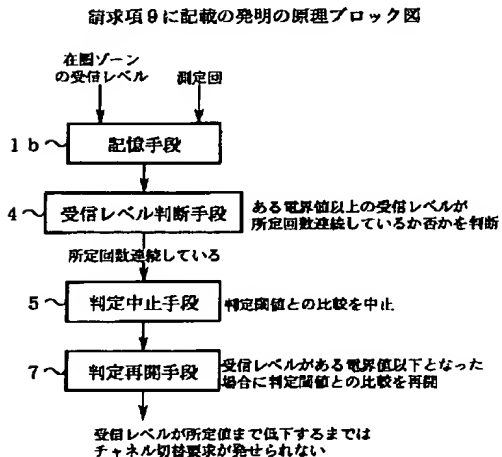 請求項9に記載の発明の原理ブロック図
在圏ゾーン
の受信レベル
測定回
1b
記憶手段
4
受信レベル判断手段
ある電界値以上の受信レベルが
所定回数連続しているか否かを判断
所定回数連続している
5
判定中止手段
判定閾値との比較を中止
7
判定再開手段
受信レベルがある電界値以下となった
場合に判定閾値との比較を再開
受信レベルが所定値まで低下するまでは
チャネル切替要求が発せられない